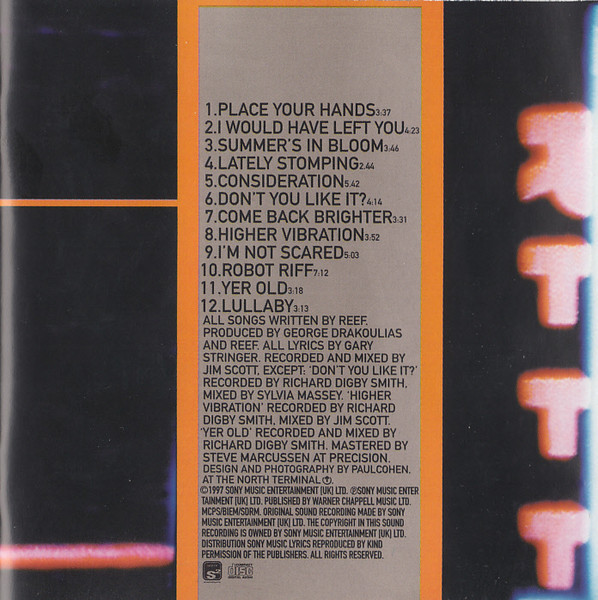 1.PLACE YOUR HANDS3:37
2.I WOULD HAVE LEFT YOU4:23
3.SUMMER'S IN BLOOM3:46
4.LATELY STOMPING2.44
5.CONSIDERATION5.42
6.DON'T YOU LIKE IT?4:14
7.COME BACK BRIGHTER3:31
8.HIGHER VIBRATION3:52
9.I'M NOT SCARED5:03
10.ROBOT RIFF7:12
11.YER OLD3:18
12.LULLABY3:13
ALL SONGS WRITTEN BY REEF.
PRODUCED BY GEORGE DRAKOULIAS
AND REEF. ALL LYRICS BY GARY
STRINGER. RECORDED AND MIXED BY
JIM SCOTT, EXCEPT: 'DON'T YOU LIKE IT?'
RECORDED BY RICHARD DIGBY SMITH,
MIXED BY SYLVIA MASSEY. 'HIGHER
VIBRATION' RECORDED BY RICHARD
DIGBY SMITH, MIXED BY JIM SCOTT.
'YER OLD' RECORDED AND MIXED BY
RICHARD DIGBY SMITH. MASTERED BY
STEVE MARCUSSEN AT PRECISION.
DESIGN AND PHOTOGRAPHY BY PAULCOHEN,
AT THE NORTH TERMINAL
©1997 SONY MUSIC ENTERTAINMENT (UK) LTD. ℗SONY MUSIC ENTER
TAINMENT (UK) LTD. PUBLISHED BY WARNER CHAPPELL MUSIC LTD.
MCPS/BIEM/SDRM. ORIGINAL SOUND RECORDING MADE BY SONY
MUSIC ENTERTAINMENT (UK) LTD. THE COPYRIGHT IN THIS SOUND
RECORDING IS OWNED BY SONY MUSIC ENTERTAINMENT (UK) LTD.
DISTRIBUTION SONY MUSIC LYRICS REPRODUCED BY KIND
PERMISSION OF THE PUBLISHERS. ALL RIGHTS RESERVED.
S2 disc
DIGITAL AUDIO
T
T
T